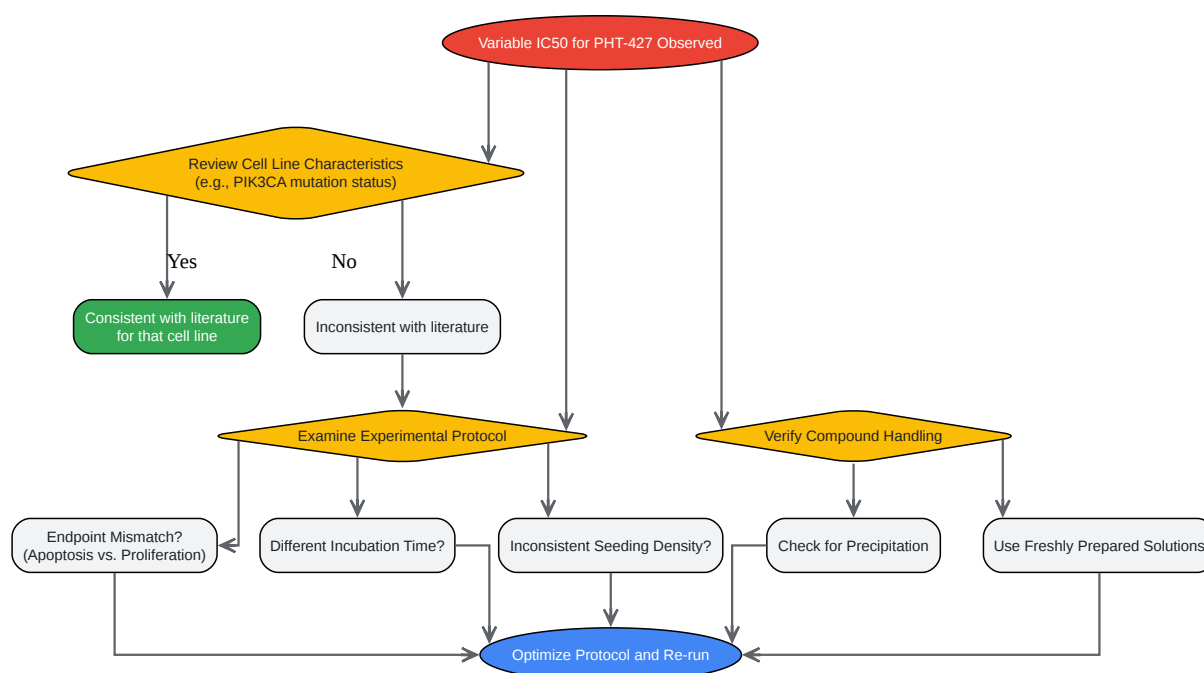 Variable IC50 for PHT-427 Observed
Review Cell Line Characteristics
(e.g., PIK3CA mutation status)
Yes
No
Consistent with literature
for that cell line
Inconsistent with literature
Examine Experimental Protocol
Verify Compound Handling
Endpoint Mismatch?
(Apoptosis vs. Proliferation)
Different Incubation Time?
Inconsistent Seeding Density?
Check for Precipitation
Use Freshly Prepared Solutions
Optimize Protocol and Re-run